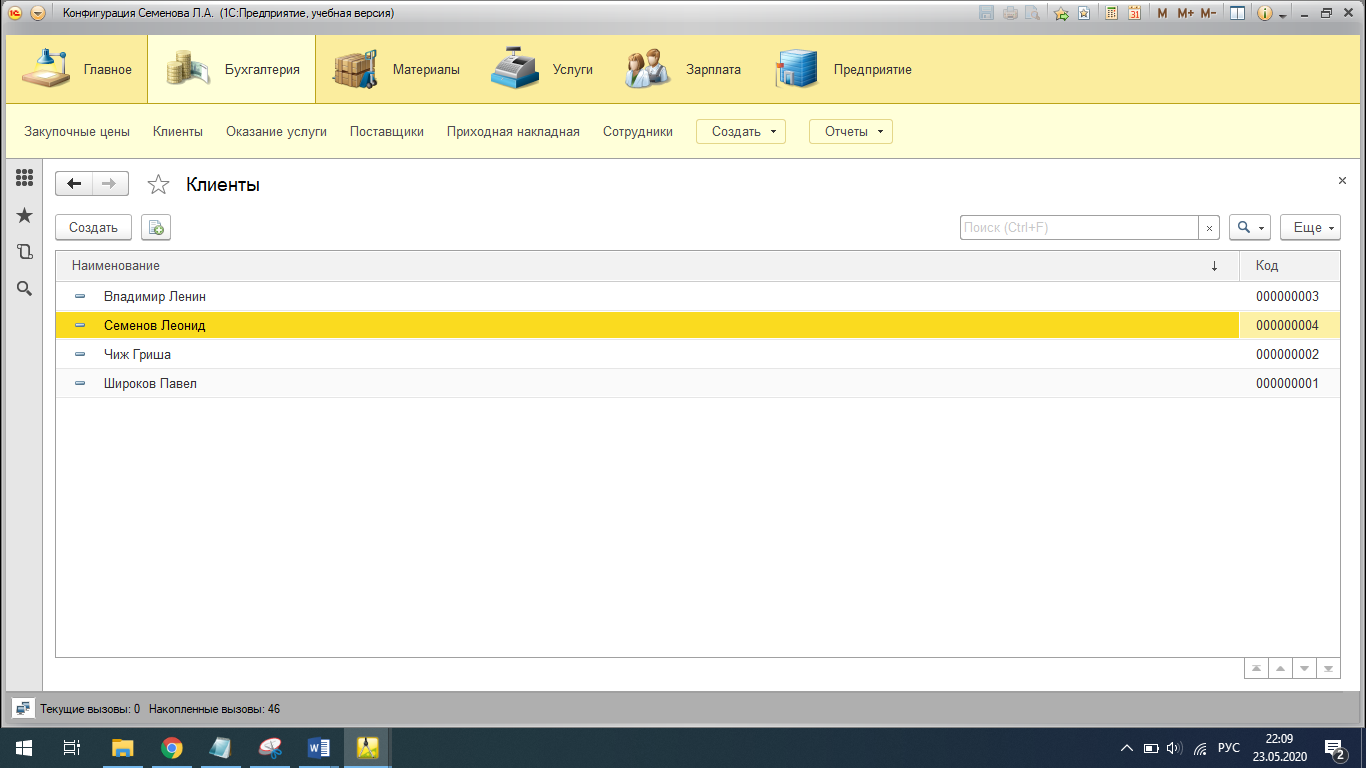 Конфигурация Семенова Л.А. (1С:Предприятие, учебная версия)
M M+ M-
Главное Бухгалтерия Материалы Услуги Зарплата Предприятие
Закупочные цены Клиенты Оказание услуги Поставщики Приходная накладная Сотрудники Создать Отчеты
Клиенты
Создать Поиск (Ctrl+F) Еще
Наименование Код
Владимир Ленин 000000003
Семенов Леонид 000000004
Чиж Гриша 000000002
Широков Павел 000000001
Текущие вызовы: 0 Накопленные вызовы: 46
РУС 22:09
23.05.2020 2